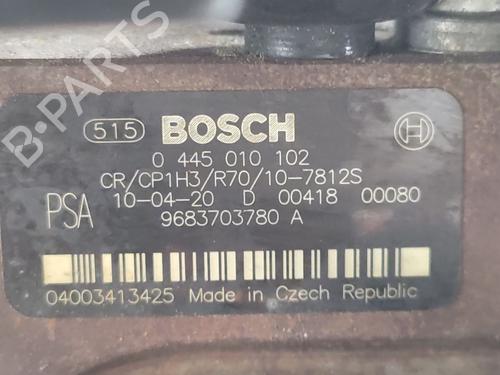 515 BOSCH
0 445 010 102
CR/CP1H3/R70/10-7812S
PSA 10-04-20 D 00418 00080
9683703780 A
04003413425 Made in Czech Republic
B-PARTS